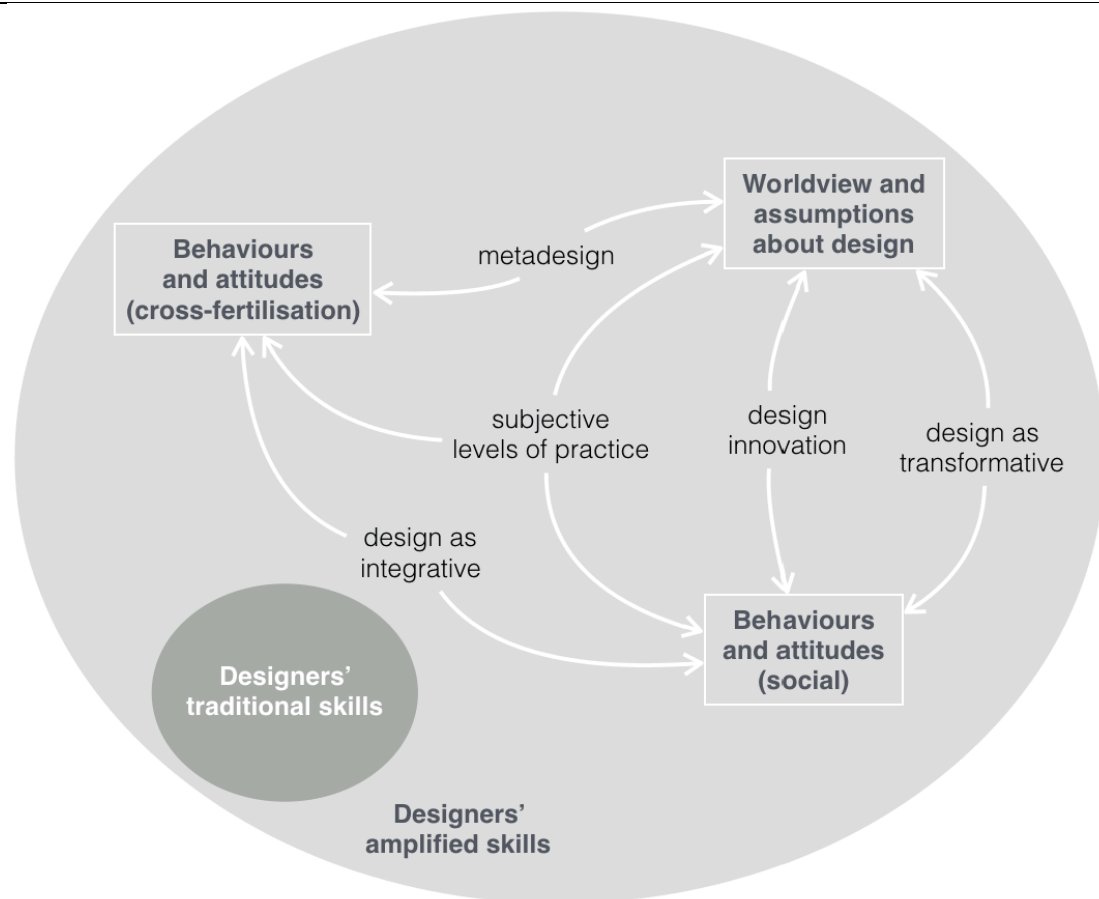 Worldview and
assumptions
about design
Behaviours
and attitudes
(cross-fertilisation)
metadesign
subjective
levels of practice
design
innovation
design as
transformative
design as
integrative
Behaviours
and attitudes
(social)
Designers’
traditional skills
Designers’
amplified skills